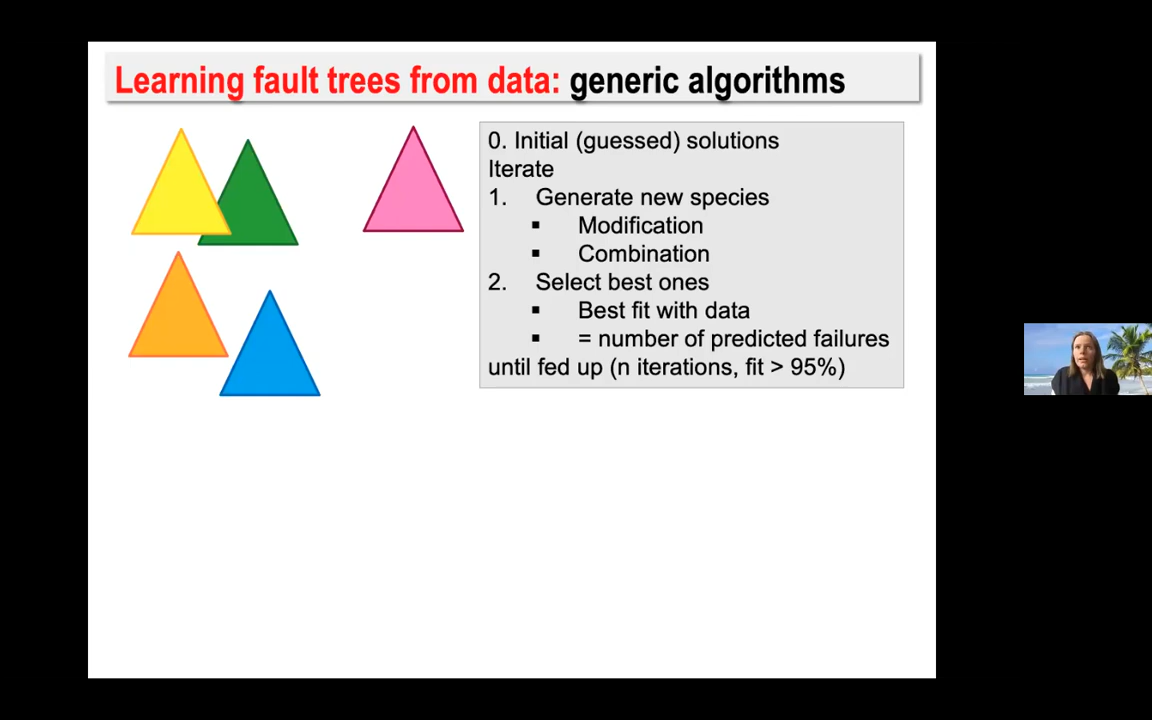 Learning fault trees from data: generic algorithms
0. Initial (guessed) solutions
Iterate
1. Generate new species
▪ Modification
▪ Combination
2. Select best ones
▪ Best fit with data
▪ = number of predicted failures
until fed up (n iterations, fit > 95%)